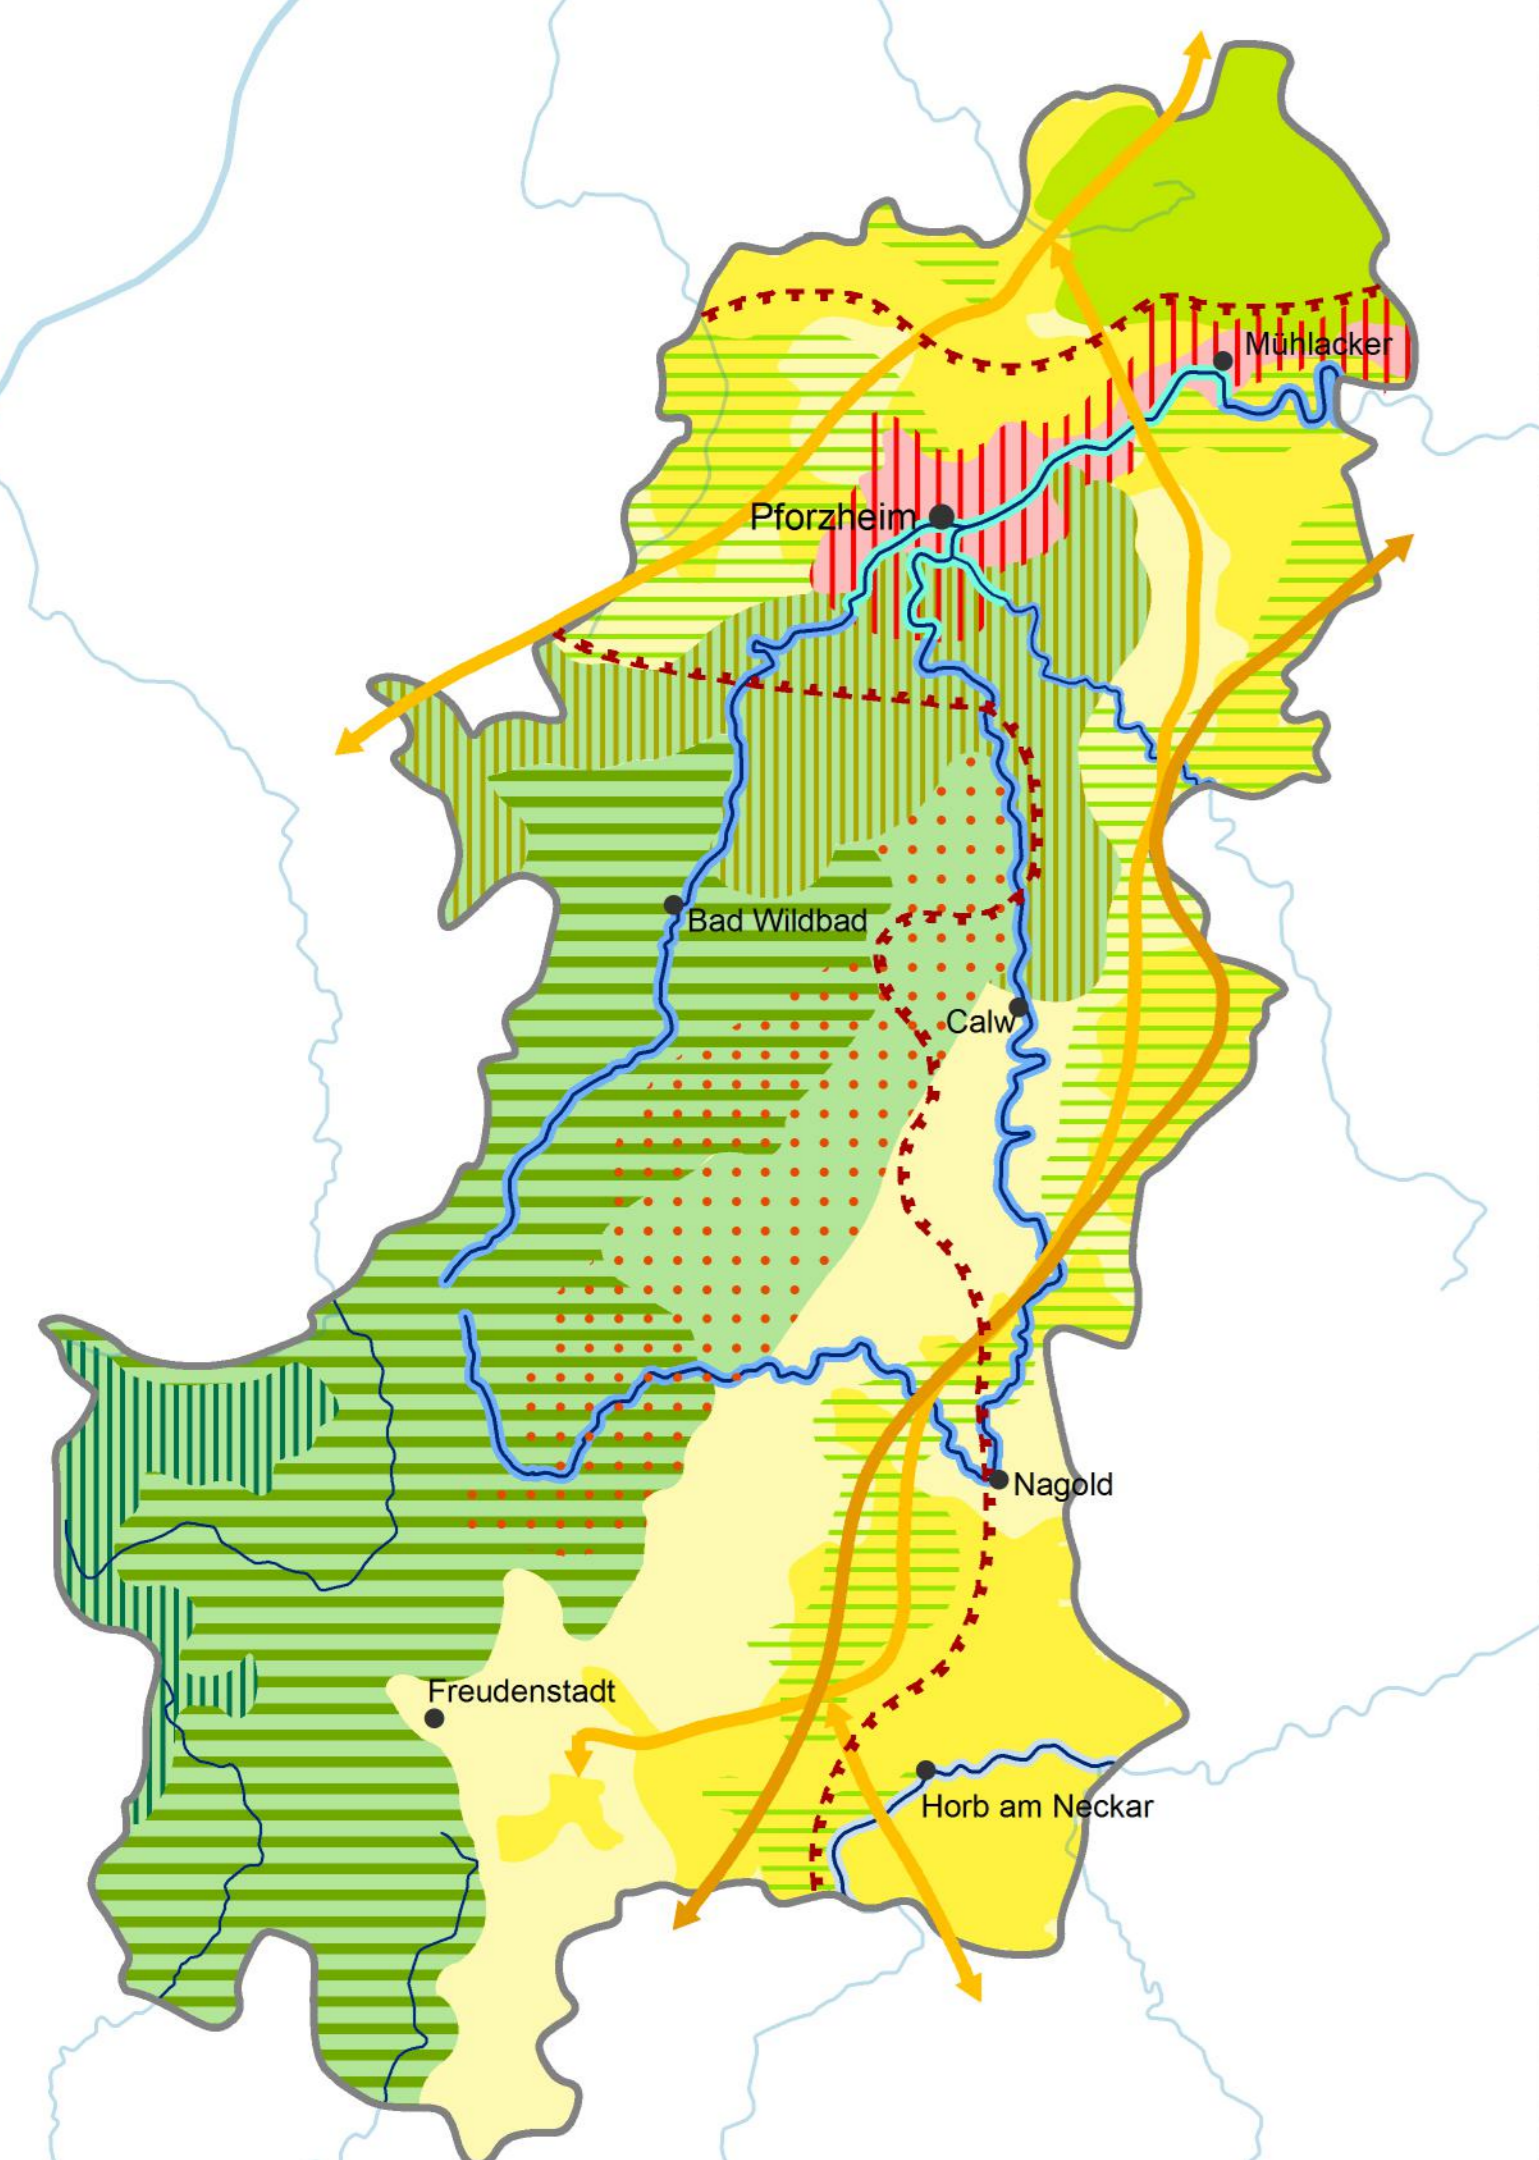 Mühlacker
Pforzheim
Bad Wildbad
Calw
Nagold
Freudenstadt
Horb am Neckar